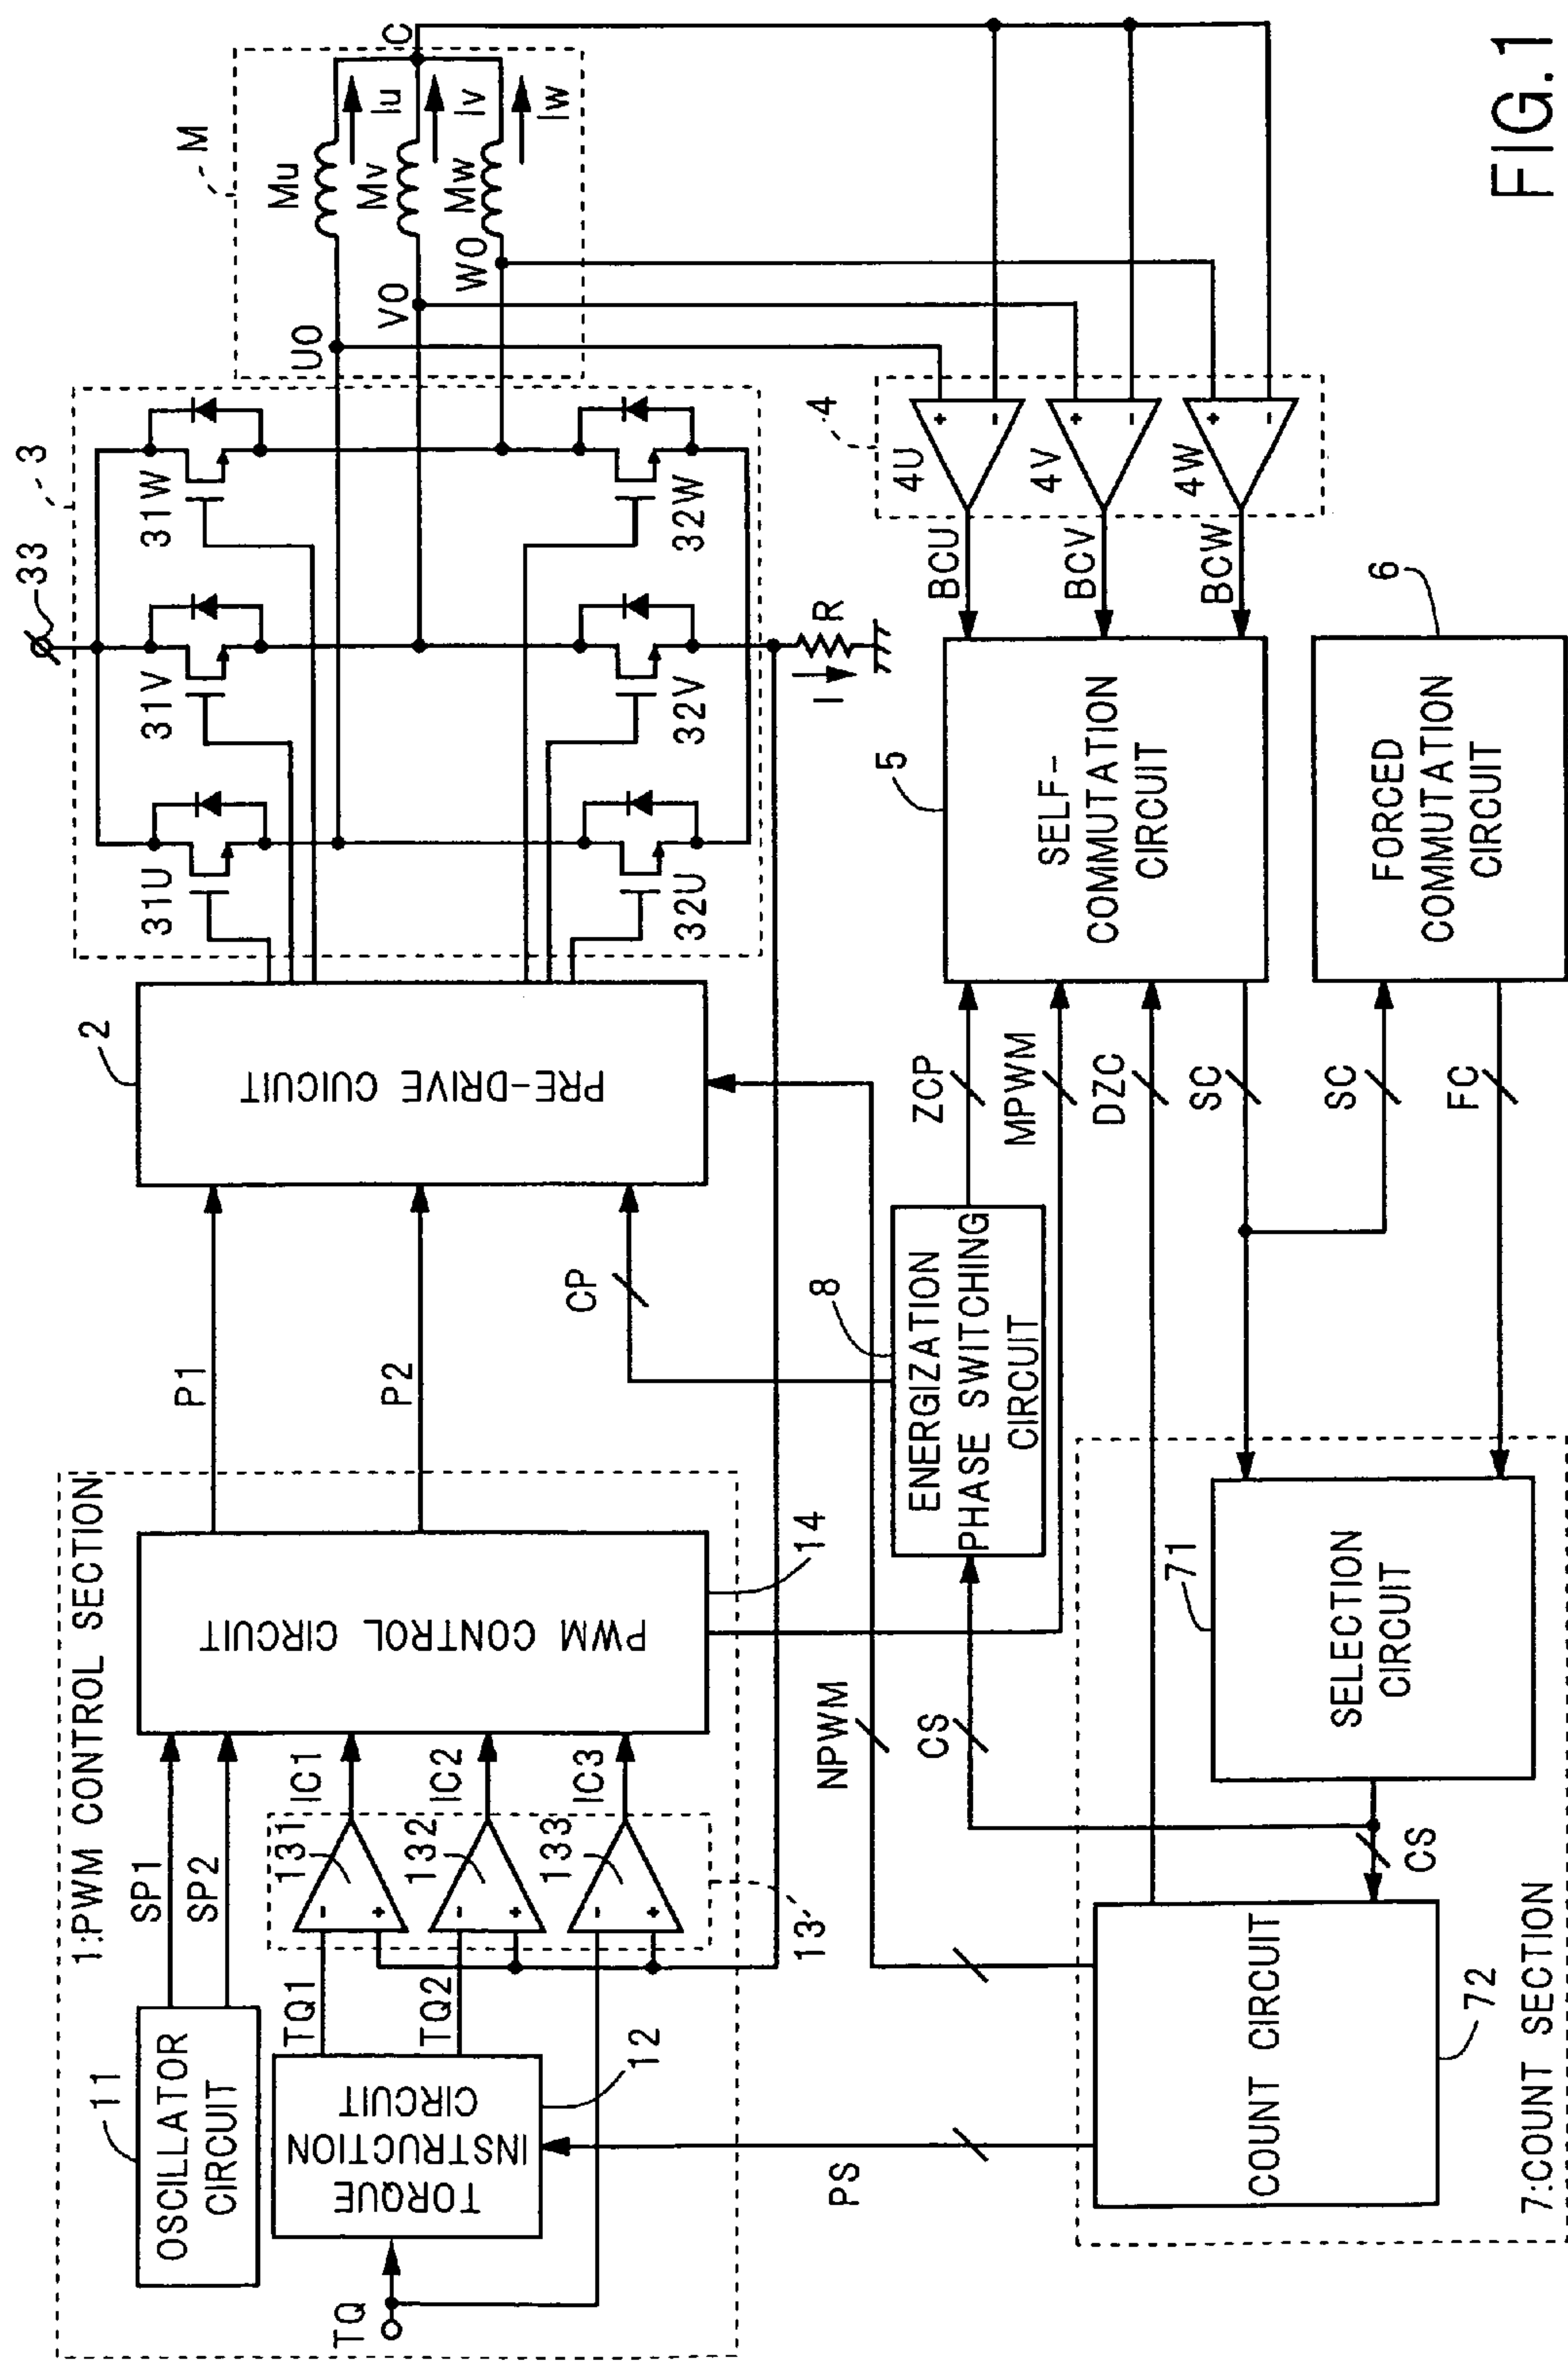 FIG.1
1:PWM CONTROL SECTION
11
OSCILLATOR
CIRCUIT
SP1
SP2
TQ
TORQUE
INSTRUCTION
CIRCUIT
12
TQ1
TQ2
131
132
133
13
IC1
IC2
IC3
PWM CONTROL CIRCUIT
14
P1
P2
CP
2
PRE-DRIVE CUICUIT
3
33
31U
31V
31W
32U
32V
32W
I
R
M
U0
V0
W0
Mu
Mv
Mw
Iu
Iv
Iw
C
4
4U
4V
4W
BCU
BCV
BCW
5
SELF-
COMMUTATION
CIRCUIT
6
FORCED
COMMUTATION
CIRCUIT
ZCP
MPWM
DZC
SC
SC
FC
8
ENERGIZATION
PHASE SWITCHING
CIRCUIT
NPWM
CS
PS
71
SELECTION
CIRCUIT
CS
COUNT CIRCUIT
72
7:COUNT SECTION